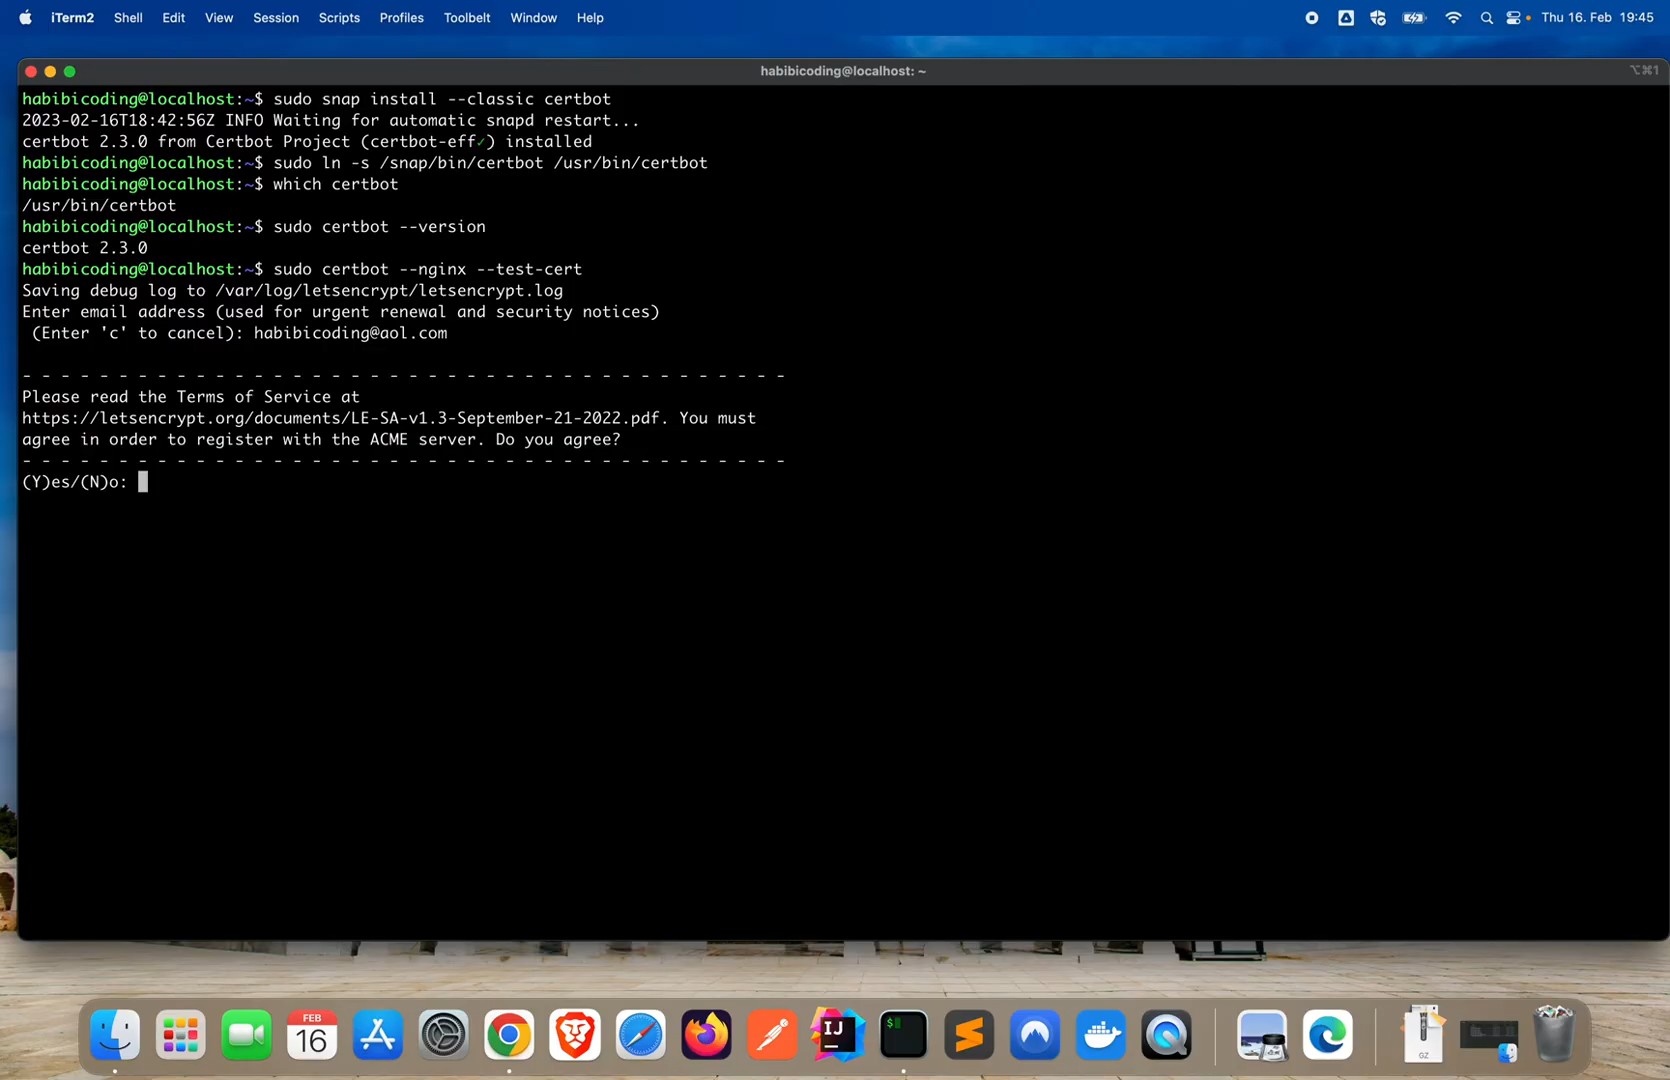 iTerm2 Shell Edit View Session Scripts Profiles Toolbelt Window Help Thu 16. Feb 19:45
habibicoding@localhost: ~ ⌥⌘1
habibicoding@localhost:~$ sudo snap install --classic certbot
2023-02-16T18:42:56Z INFO Waiting for automatic snapd restart...
certbot 2.3.0 from Certbot Project (certbot-eff✓) installed
habibicoding@localhost:~$ sudo ln -s /snap/bin/certbot /usr/bin/certbot
habibicoding@localhost:~$ which certbot
/usr/bin/certbot
habibicoding@localhost:~$ sudo certbot --version
certbot 2.3.0
habibicoding@localhost:~$ sudo certbot --nginx --test-cert
Saving debug log to /var/log/letsencrypt/letsencrypt.log
Enter email address (used for urgent renewal and security notices)
(Enter 'c' to cancel): habibicoding@aol.com
- - - - - - - - - - - - - - - - - - - - - - - - - - - - - - - - - - - - - - - -
Please read the Terms of Service at
https://letsencrypt.org/documents/LE-SA-v1.3-September-21-2022.pdf. You must
agree in order to register with the ACME server. Do you agree?
- - - - - - - - - - - - - - - - - - - - - - - - - - - - - - - - - - - - - - - -
(Y)es/(N)o:
FEB
16
IJ
$
GZ